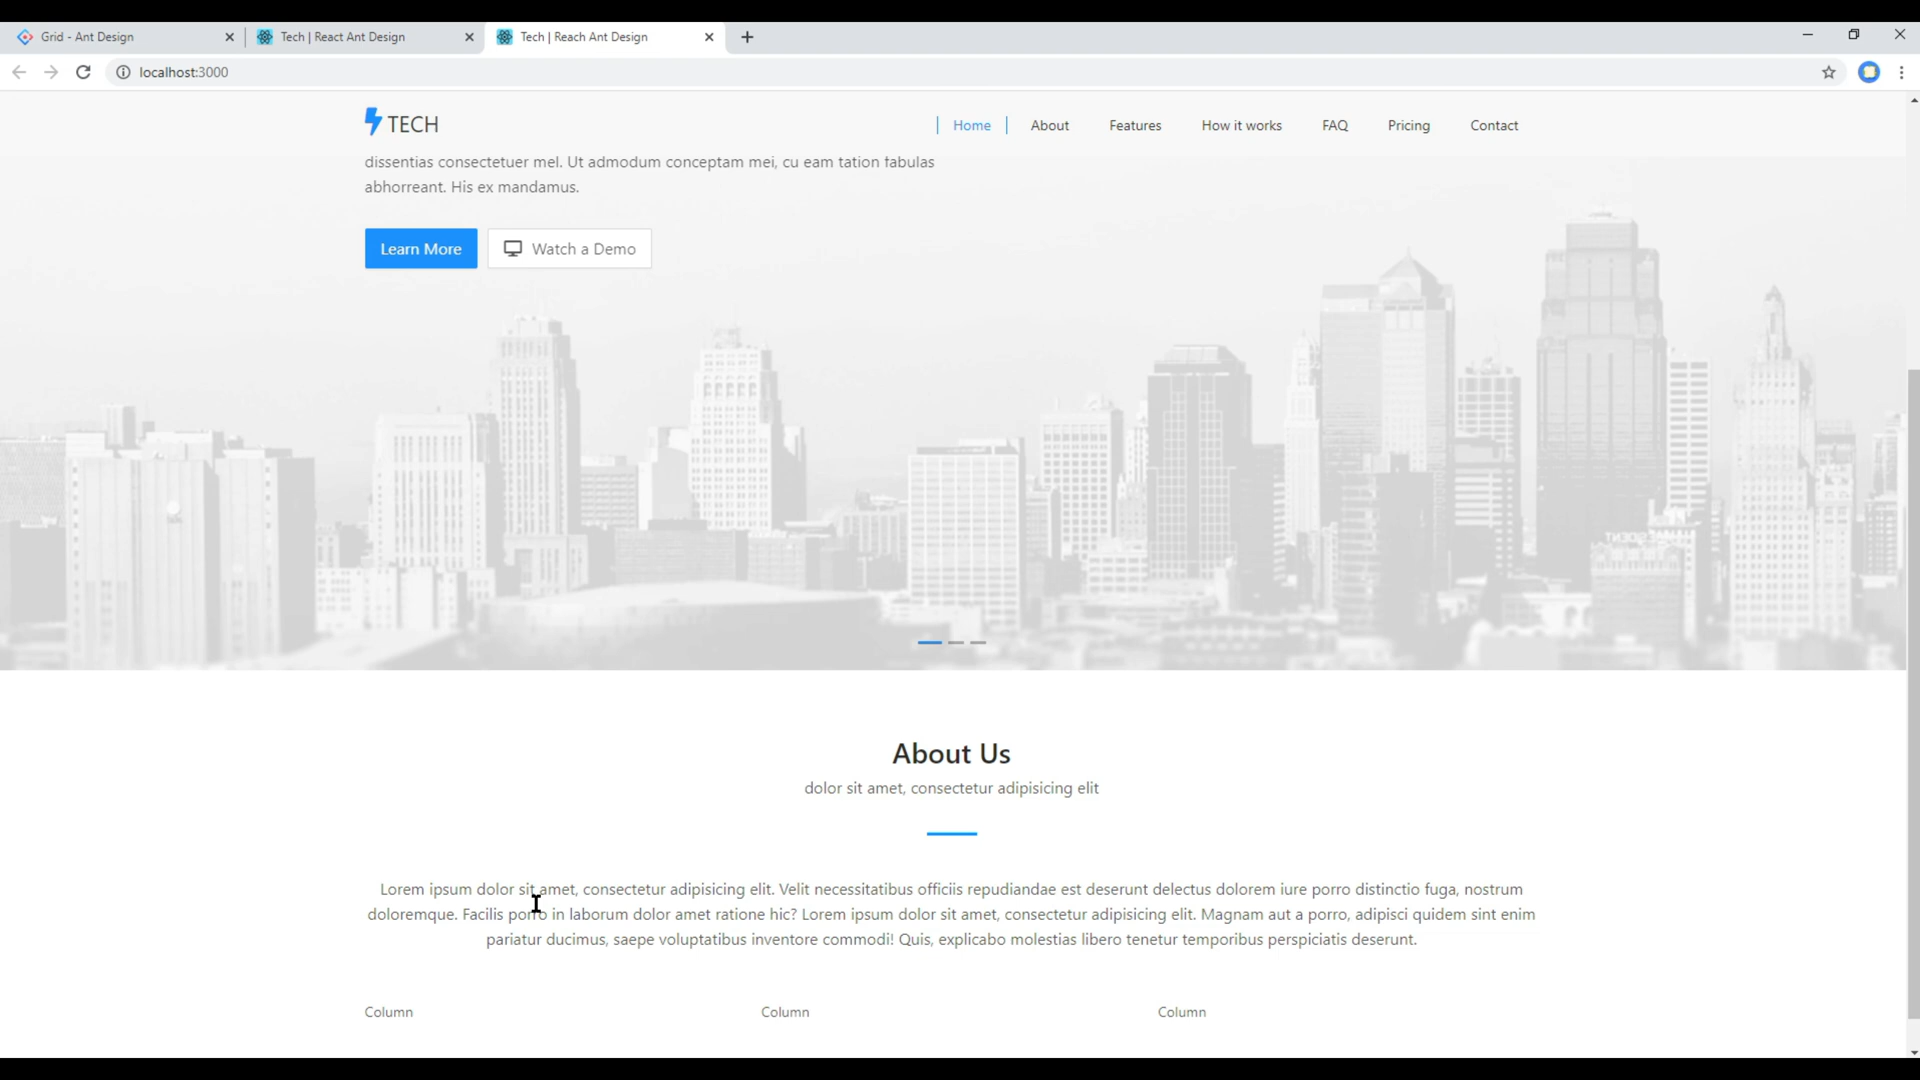 Grid - Ant Design
Tech | React Ant Design
Tech | Reach Ant Design
localhost:3000
TECH
Home
About
Features
How it works
FAQ
Pricing
Contact
dissentias consectetuer mel. Ut admodum conceptam mei, cu eam tation fabulas
abhorreant. His ex mandamus.
Learn More
Watch a Demo
About Us
dolor sit amet, consectetur adipisicing elit
Lorem ipsum dolor sit amet, consectetur adipisicing elit. Velit necessitatibus officiis repudiandae est deserunt delectus dolorem iure porro distinctio fuga, nostrum
doloremque. Facilis porro in laborum dolor amet ratione hic? Lorem ipsum dolor sit amet, consectetur adipisicing elit. Magnam aut a porro, adipisci quidem sint enim
pariatur ducimus, saepe voluptatibus inventore commodi! Quis, explicabo molestias libero tenetur temporibus perspiciatis deserunt.
Column
Column
Column